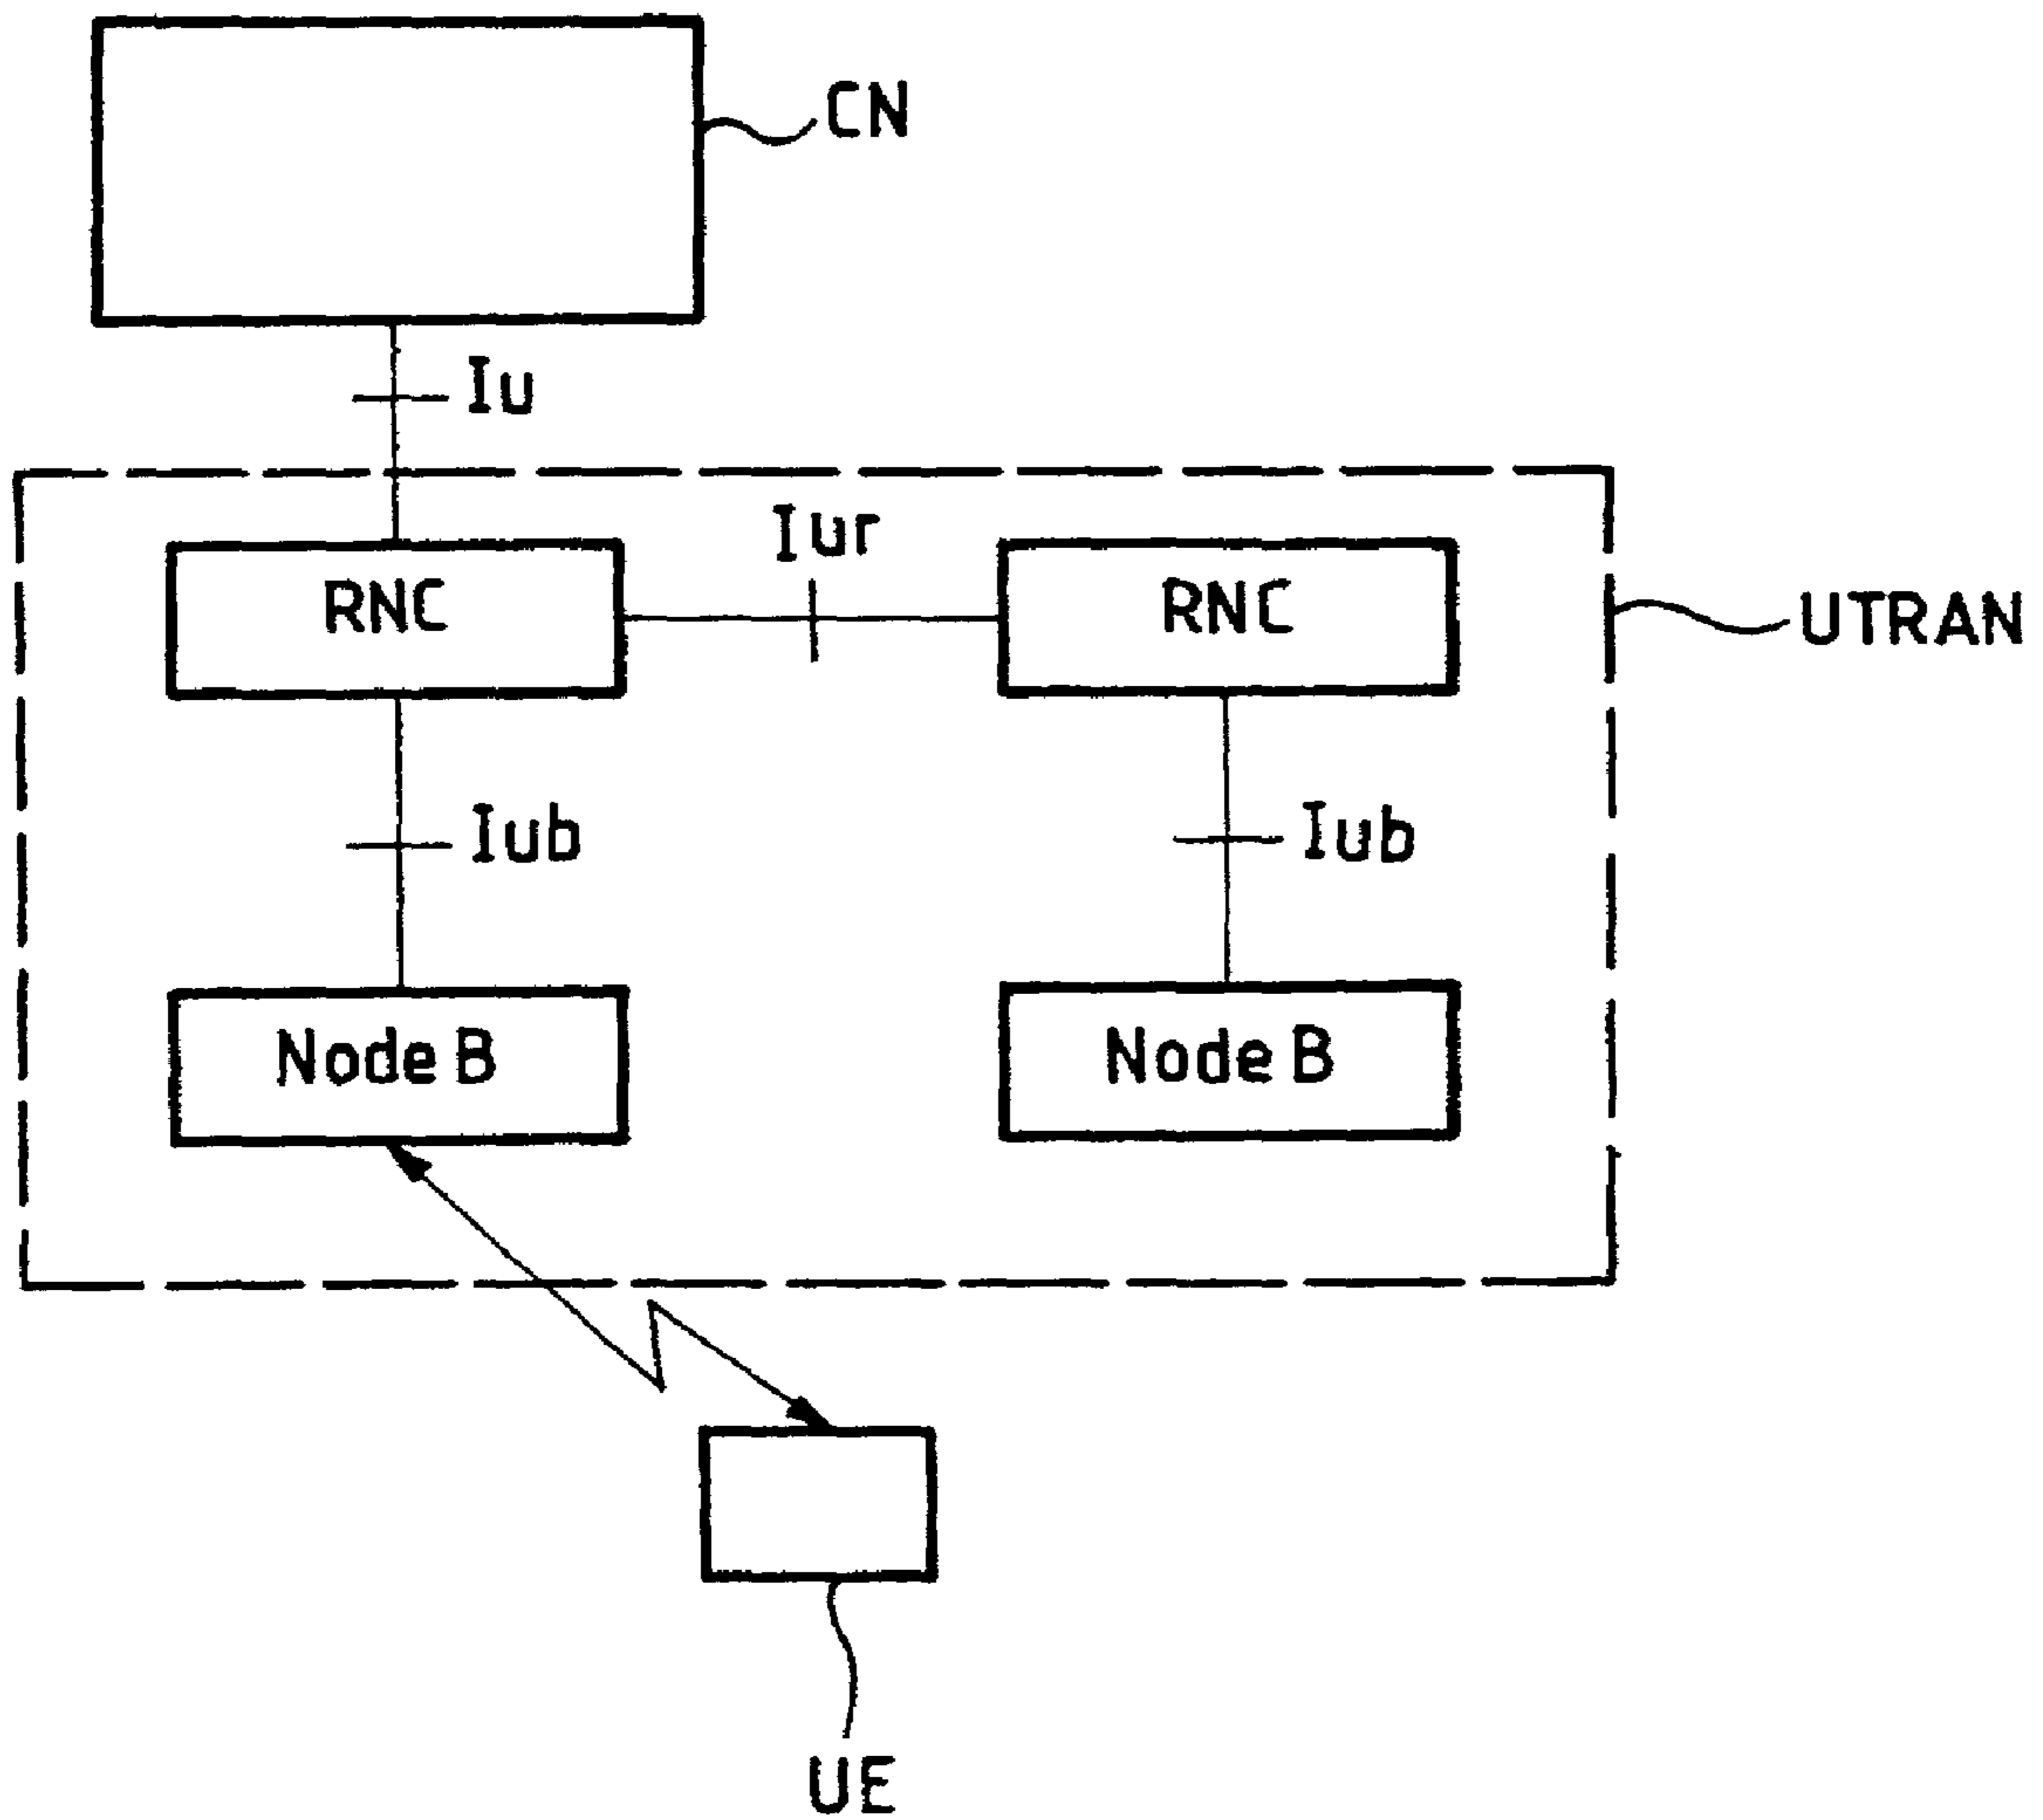 CN
Iu
Iur
RNC
RNC
UTRAN
Iub
Iub
Node B
Node B
UE